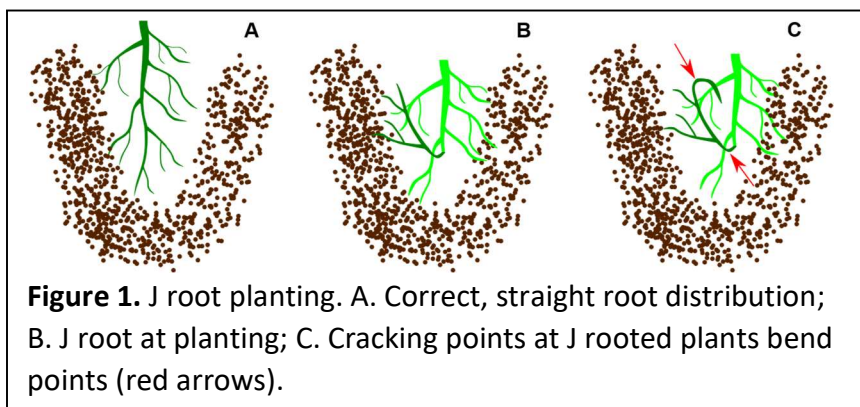 A
B
C
Figure 1. J root planting. A. Correct, straight root distribution;
B. J root at planting; C. Cracking points at J rooted plants bend
points (red arrows).